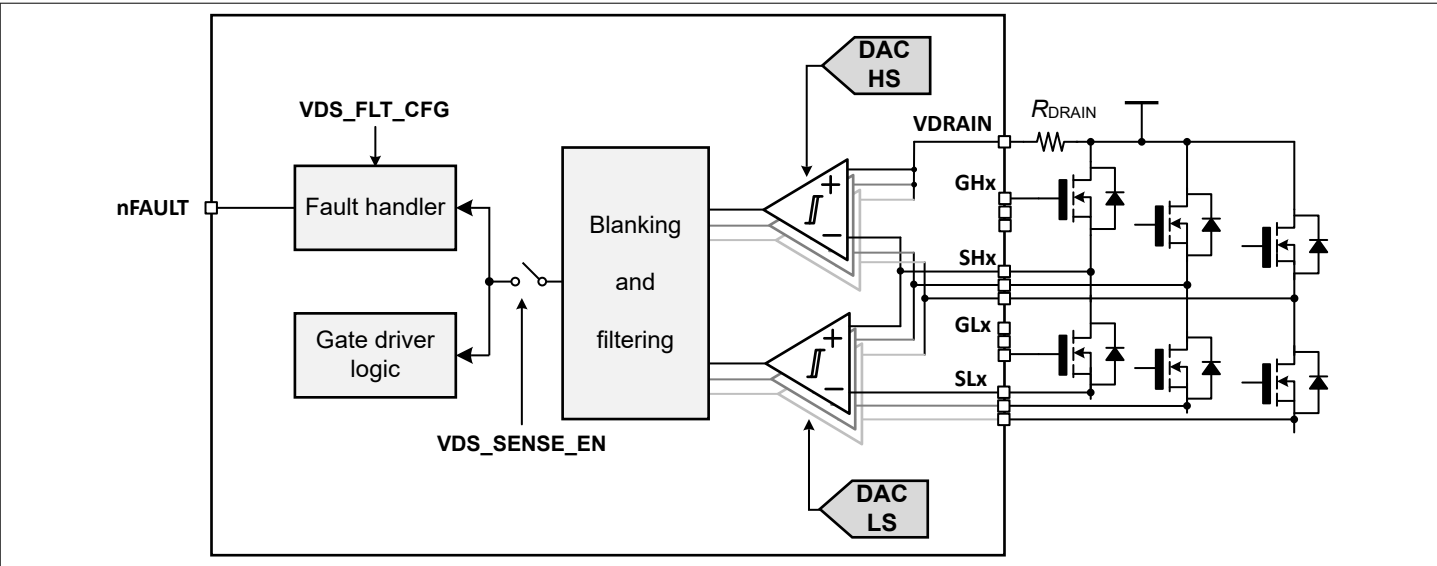 DAC
HS
VDS_FLT_CFG
RDRAIN
VDRAIN
GHx
nFAULT
Fault handler
Blanking
and
filtering
+
−
SHx
Gate driver
logic
GLx
+
−
SLx
VDS_SENSE_EN
DAC
LS